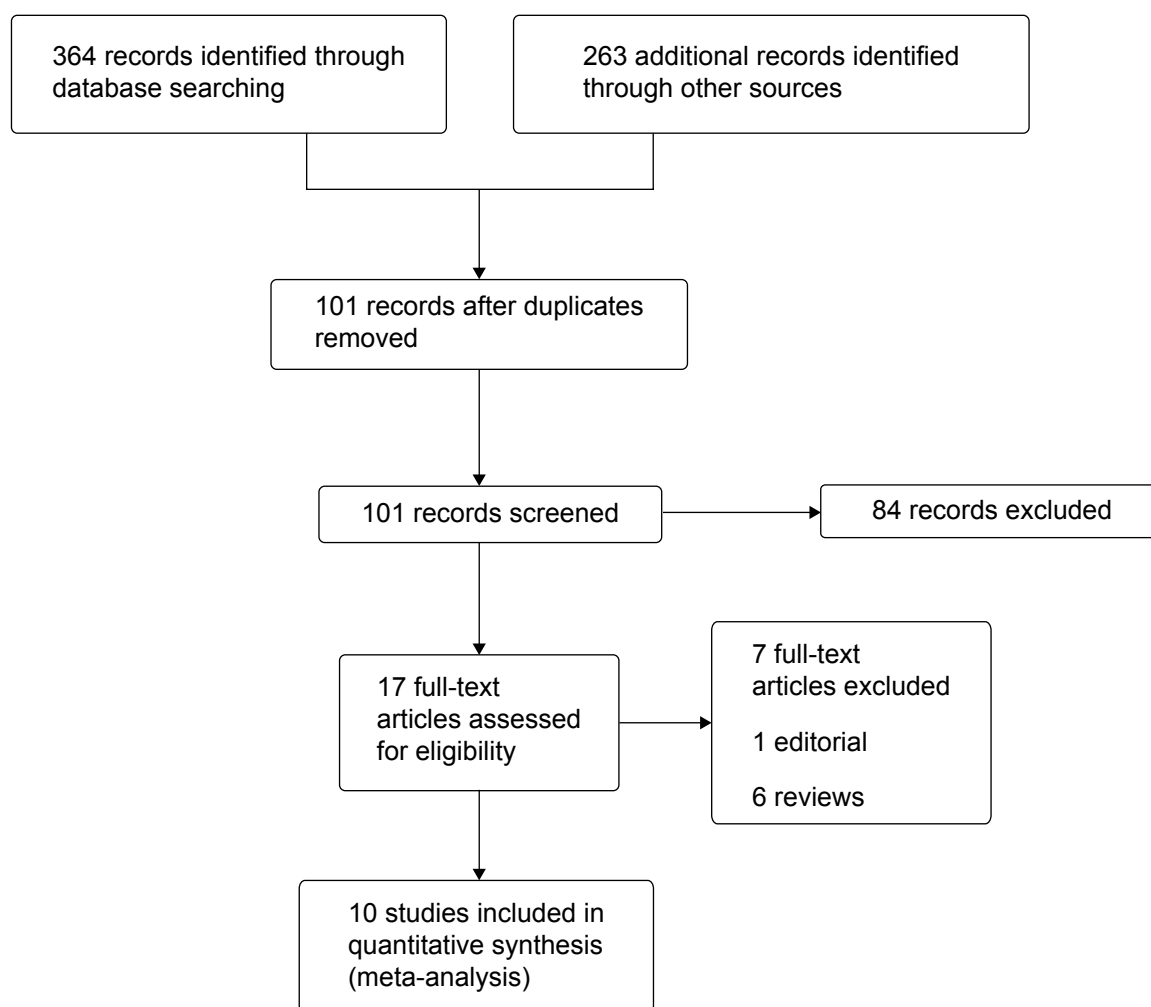 364 records identified through
database searching
263 additional records identified
through other sources
101 records after duplicates
removed
101 records screened
84 records excluded
17 full-text
articles assessed
for eligibility
7 full-text
articles excluded
1 editorial
6 reviews
10 studies included in
quantitative synthesis
(meta-analysis)